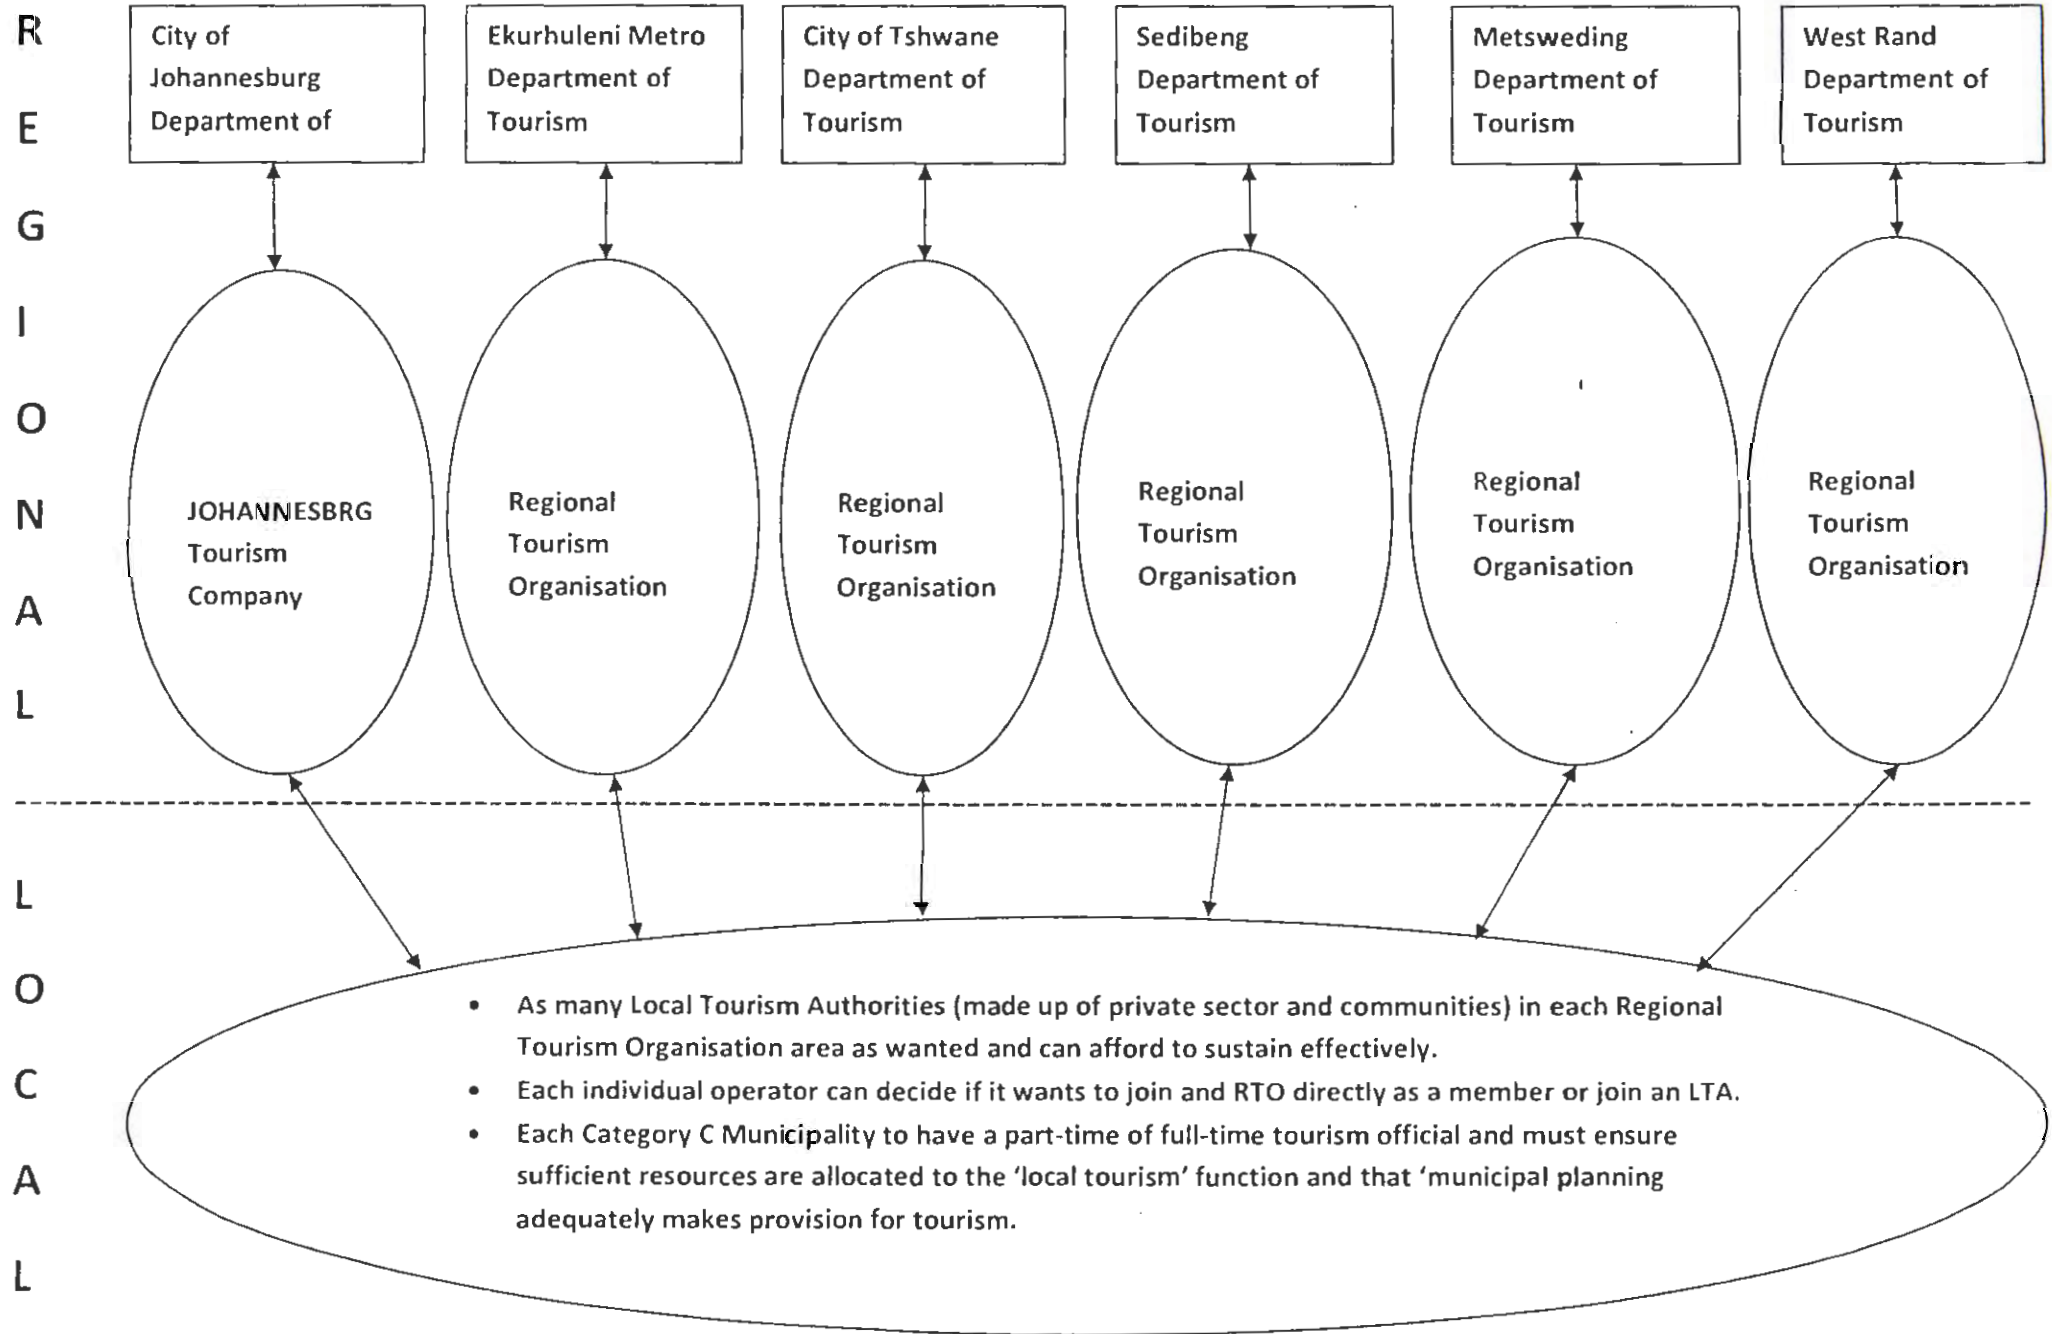 REGIONAL
City of
Johannesburg
Department of
Ekurhuleni Metro
Department of
Tourism
City of Tshwane
Department of
Tourism
Sedibeng
Department of
Tourism
Metsweding
Department of
Tourism
West Rand
Department of
Tourism
JOHANNESBRG
Tourism
Company
Regional
Tourism
Organisation
Regional
Tourism
Organisation
Regional
Tourism
Organisation
Regional
Tourism
Organisation
Regional
Tourism
Organisation
LOCAL
• As many Local Tourism Authorities (made up of private sector and communities) in each Regional
Tourism Organisation area as wanted and can afford to sustain effectively.
• Each individual operator can decide if it wants to join and RTO directly as a member or join an LTA.
• Each Category C Municipality to have a part-time of full-time tourism official and must ensure
sufficient resources are allocated to the ‘local tourism’ function and that ‘municipal planning
adequately makes provision for tourism.